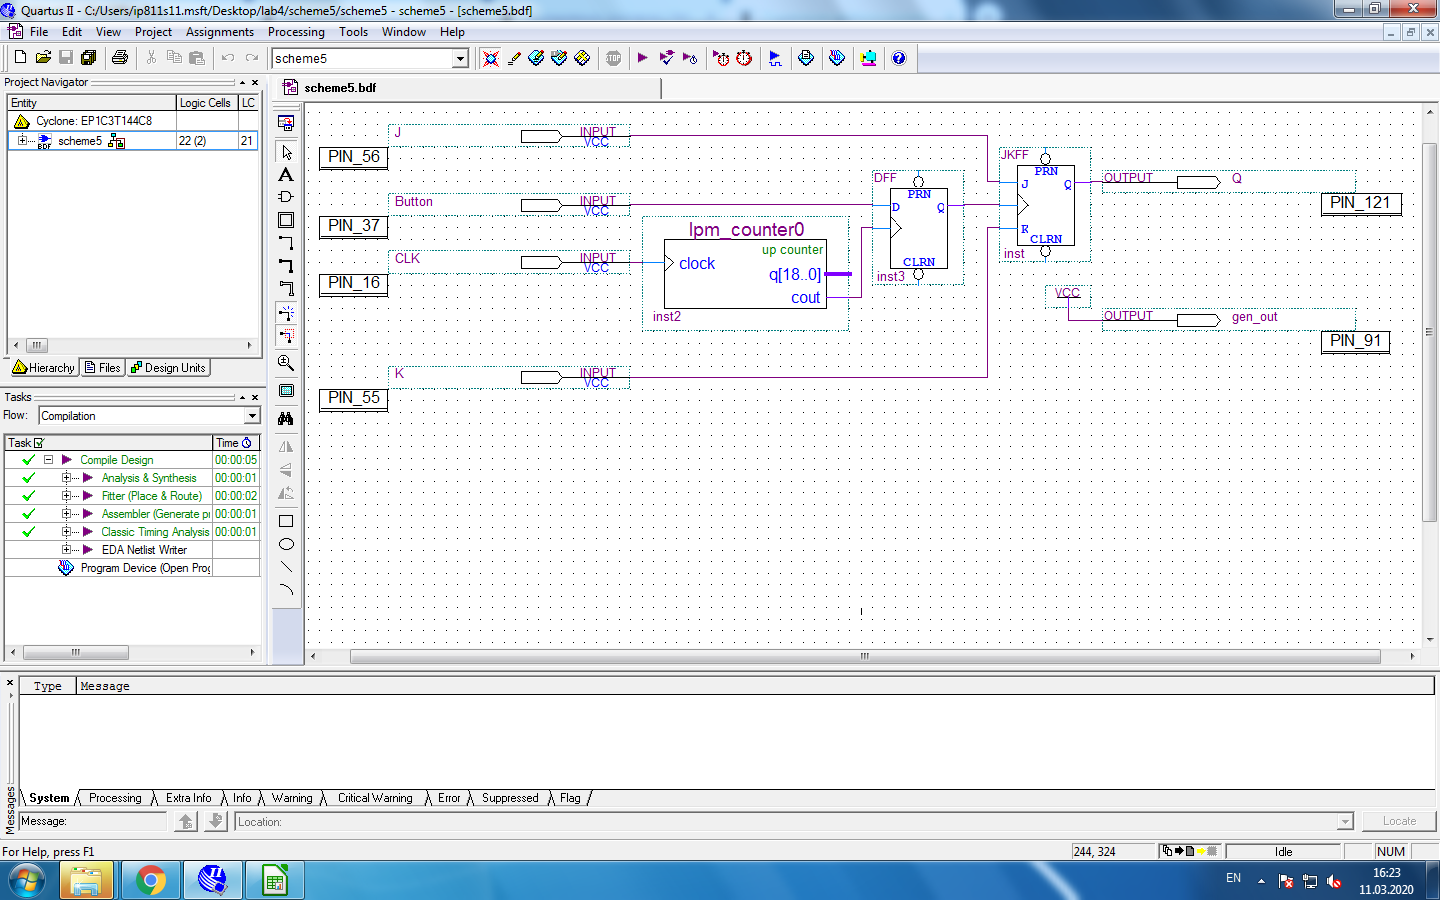 Quartus II - C:/Users/ip811s11.msft/Desktop/lab4/scheme5/scheme5 - scheme5 - [scheme5.bdf]
File Edit View Project Assignments Processing Tools Window Help
scheme5
Project Navigator
Entity Logic Cells LC
Cyclone: EP1C3T144C8
scheme5 22 (2) 21
Hierarchy Files Design Units
Tasks
Flow: Compilation
Task Time
Compile Design 00:00:05
Analysis & Synthesis 00:00:01
Fitter (Place & Route) 00:00:02
Assembler (Generate pr 00:00:01
Classic Timing Analysis 00:00:01
EDA Netlist Writer
Program Device (Open Prog
scheme5.bdf
J INPUT
VCC
PIN_56
Button INPUT
VCC
PIN_37
CLK INPUT
VCC
PIN_16
K INPUT
VCC
PIN_55
lpm_counter0
up counter
clock
q[18..0]
cout
inst2
DFF
PRN
D Q
CLRN
inst3
JKFF
PRN
J Q
K
CLRN
inst
OUTPUT Q
PIN_121
VCC
OUTPUT gen_out
PIN_91
Type Message
System Processing Extra Info Info Warning Critical Warning Error Suppressed Flag
Messages
Message: Location: Locate
For Help, press F1 244, 324 Idle NUM
EN 16:23
11.03.2020